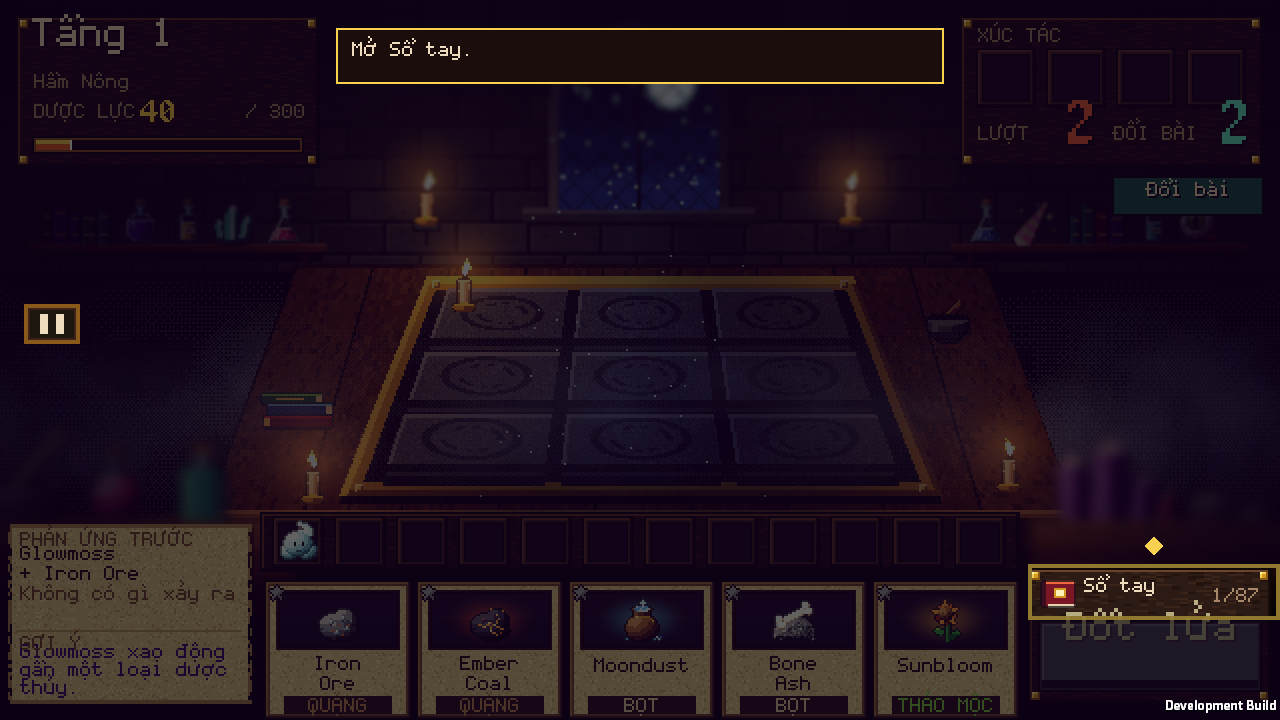 Tầng 1
Hầm Nông
DƯỢC LỰC 40 / 300
Mở Sổ tay.
XÚC TÁC
LƯỢT 2 ĐỔI BÀI 2
Đổi bài
PHẢN ỨNG TRƯỚC
Glowmoss
+ Iron Ore
Không có gì xảy ra
GỢI Ý
Glowmoss xao động
gần một loại dược
thủy.
Iron
Ore
QUẶNG
Ember
Coal
QUẶNG
Moondust
BỘT
Bone
Ash
BỘT
Sunbloom
THẢO MỘC
Sổ tay 1/87
Đốt lửa
Development Build